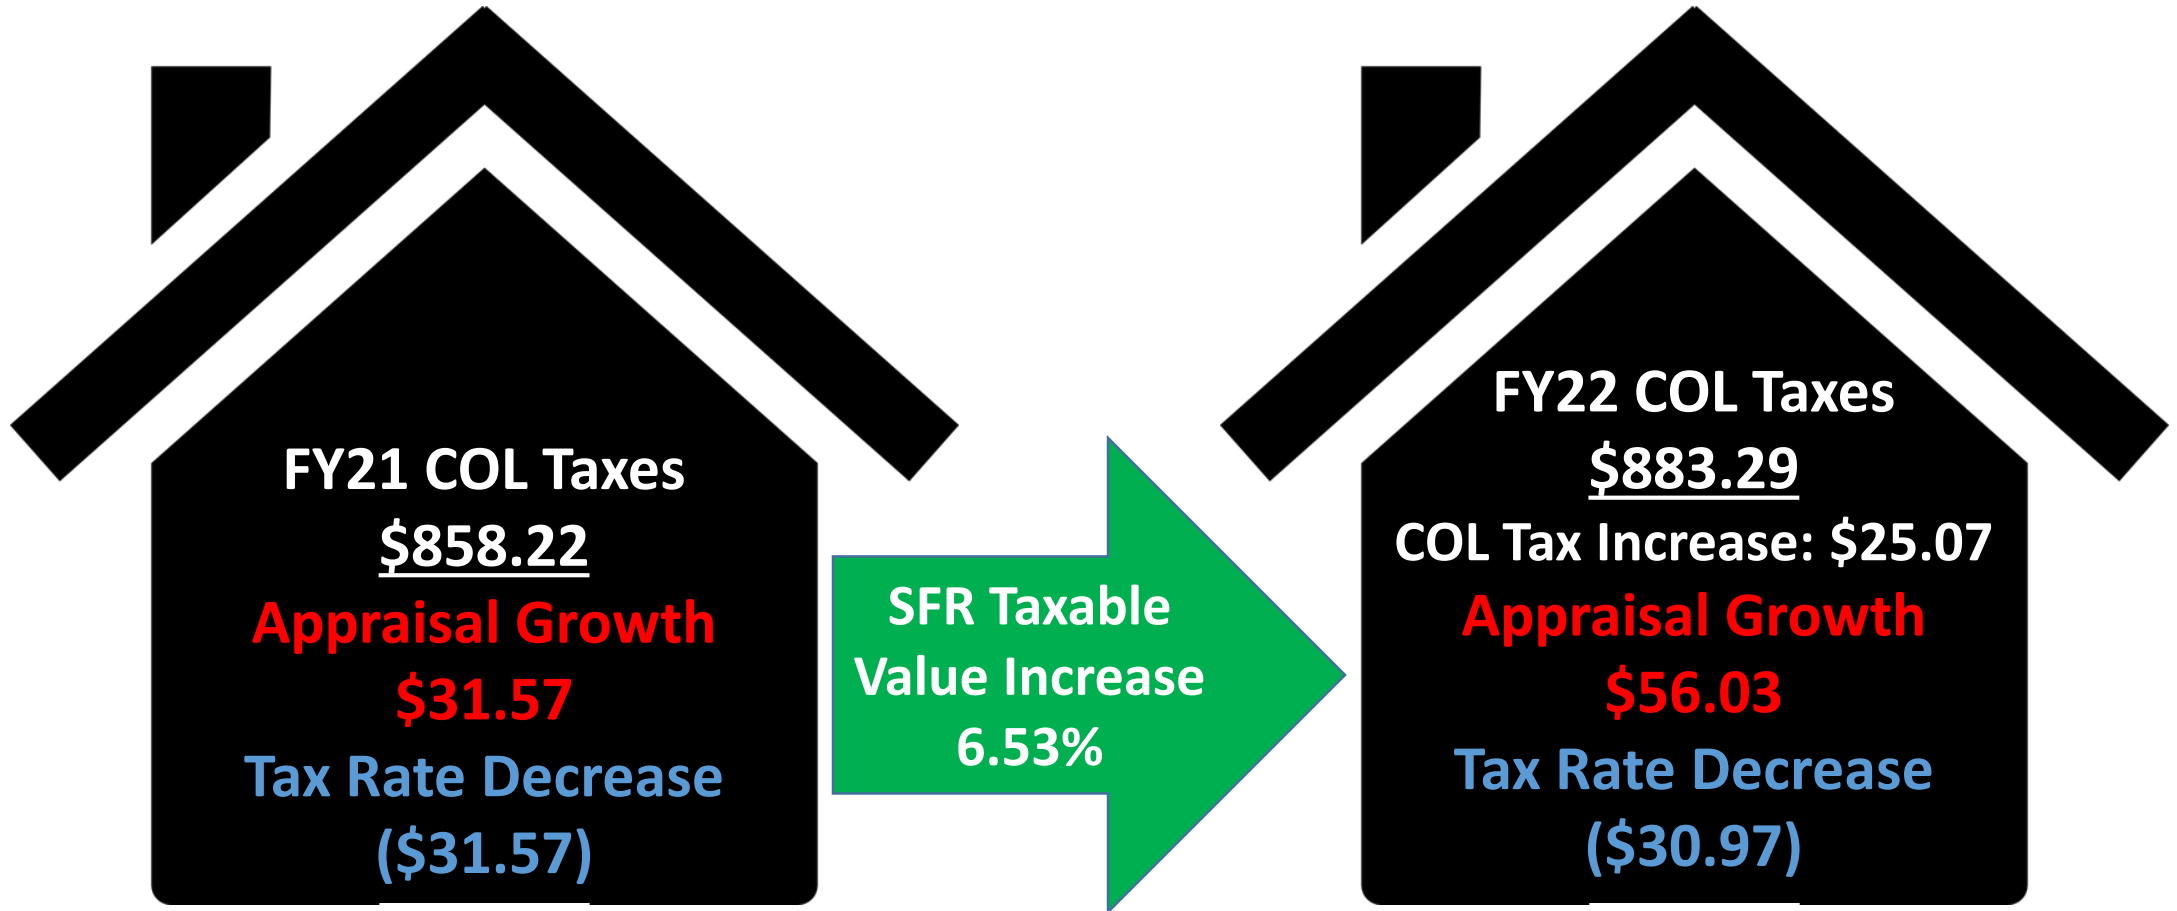 FY21 COL Taxes
$858.22
Appraisal Growth
$31.57
Tax Rate Decrease
($31.57)
SFR Taxable
Value Increase
6.53%
FY22 COL Taxes
$883.29
COL Tax Increase: $25.07
Appraisal Growth
$56.03
Tax Rate Decrease
($30.97)